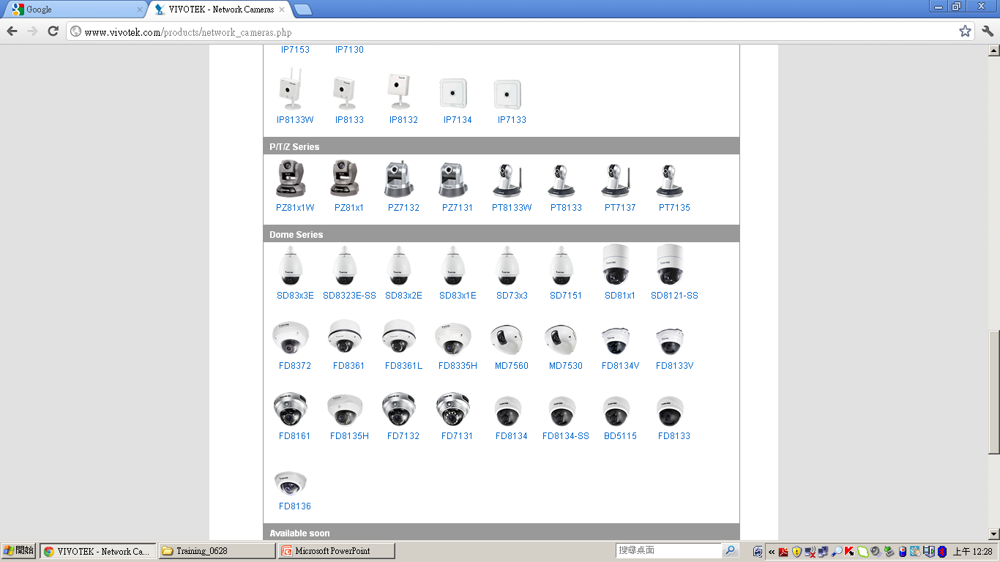 Google
VIVOTEK - Network Cameras
www.vivotek.com/products/network_cameras.php
IP7153 IP7130
IP8133W IP8133 IP8132 IP7134 IP7133
P/T/Z Series
PZ81x1W PZ81x1 PZ7132 PZ7131 PT8133W PT8133 PT7137 PT7135
Dome Series
SD83x3E SD8323E-SS SD83x2E SD83x1E SD73x3 SD7151 SD81x1 SD8121-SS
FD8372 FD8361 FD8361L FD8335H MD7560 MD7530 FD8134V FD8133V
FD8161 FD8135H FD7132 FD7131 FD8134 FD8134-SS BD5115 FD8133
FD8136
Available soon
開始 VIVOTEK - Network Ca... Training_0628 Microsoft PowerPoint 搜尋桌面 « 上午 12:28